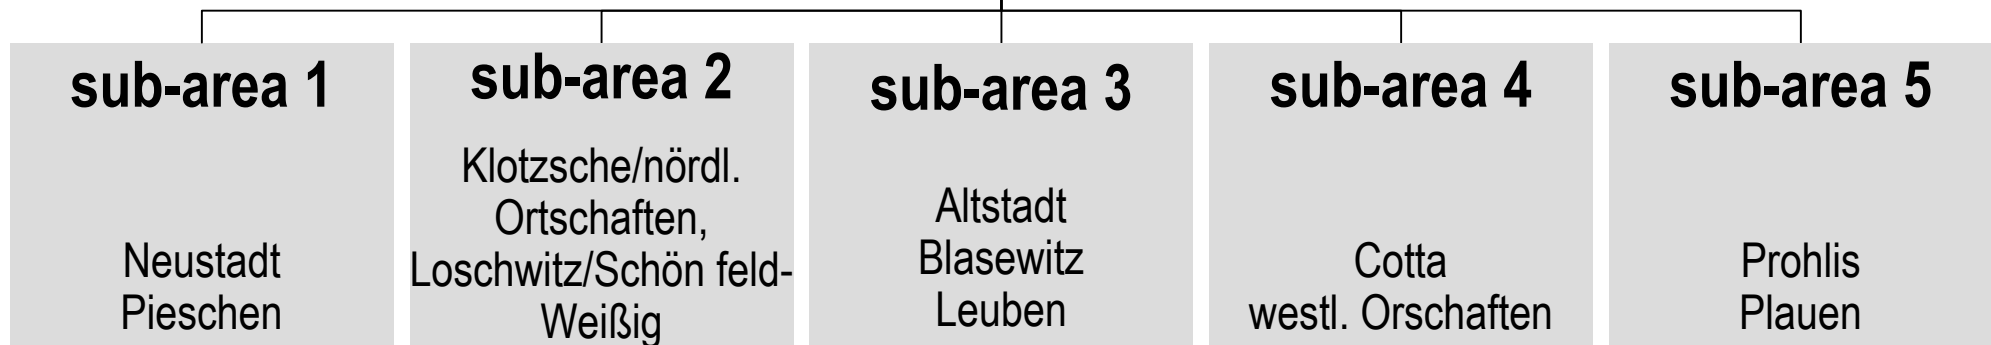 sub-area 1
Neustadt
Pieschen
sub-area 2
Klotzsche/nördl.
Ortschaften,
Loschwitz/Schön feld-
Weißig
sub-area 3
Altstadt
Blasewitz
Leuben
sub-area 4
Cotta
westl. Orschaften
sub-area 5
Prohlis
Plauen